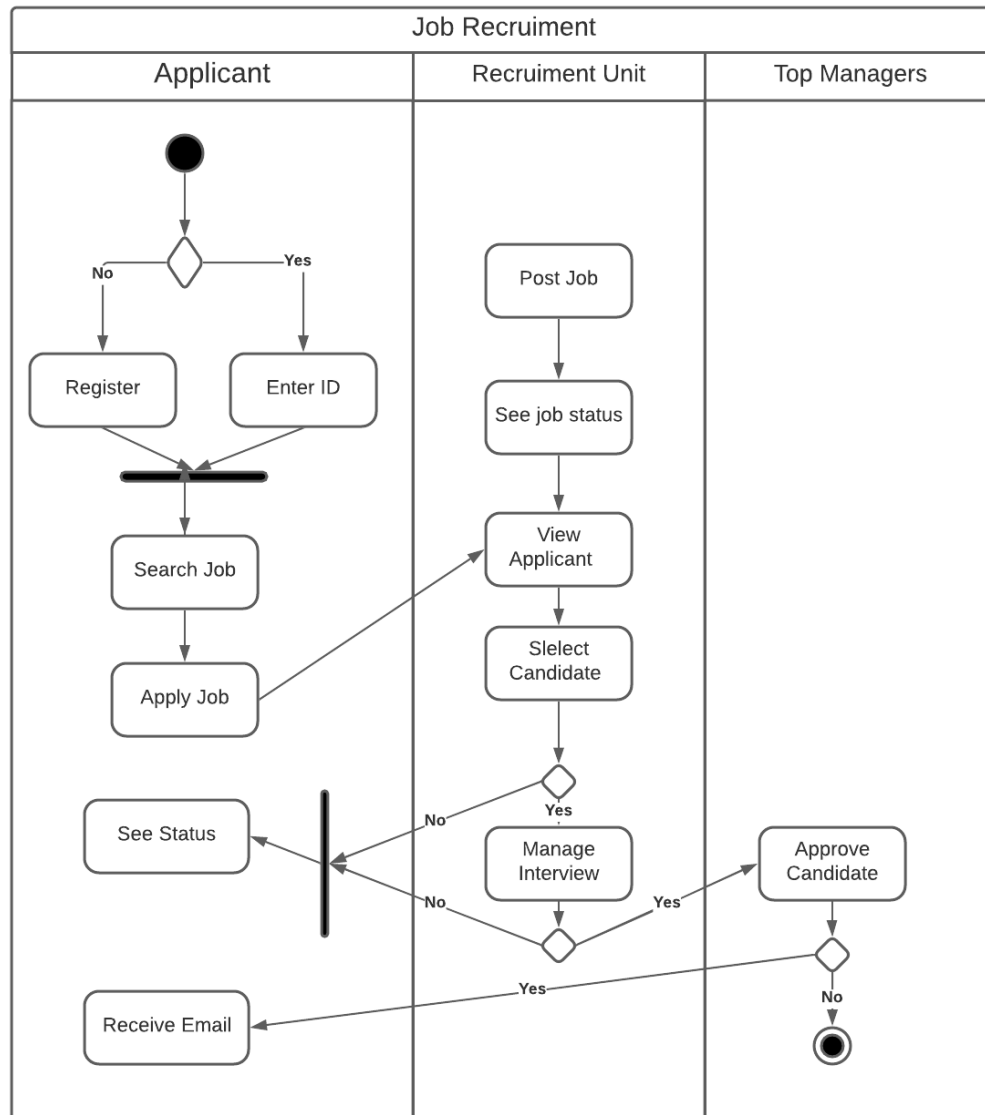 Job Recruiment
Applicant
Recruiment Unit
Top Managers
No
Yes
Register
Enter ID
Search Job
Apply Job
See Status
Receive Email
Post Job
See job status
View
Applicant
Slelect
Candidate
No
Yes
Manage
Interview
No
Yes
Approve
Candidate
Yes
No